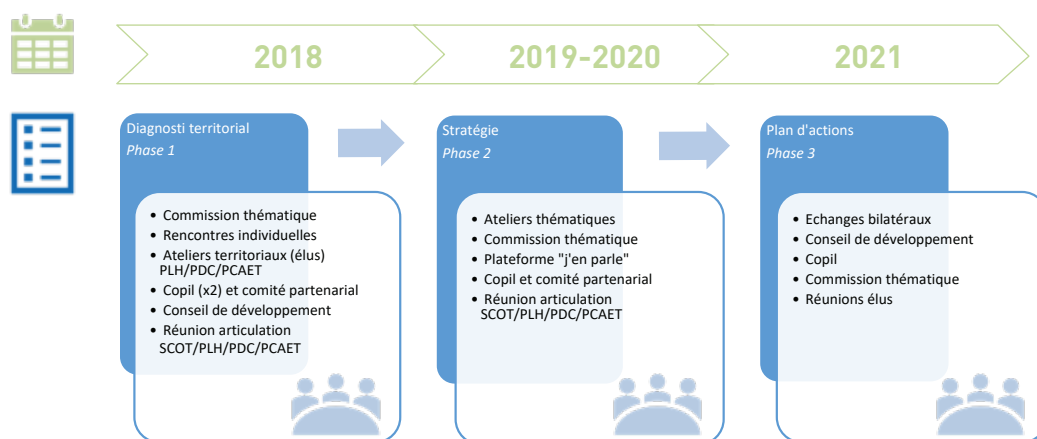 2018
2019-2020
2021
Diagnosti territorial
Phase 1
• Commission thématique
• Rencontres individuelles
• Ateliers territoriaux (élus)
PLH/PDC/PCAET
• Copil (x2) et comité partenarial
• Conseil de développement
• Réunion articulation
SCOT/PLH/PDC/PCAET
Stratégie
Phase 2
• Ateliers thématiques
• Commission thématique
• Plateforme "j'en parle"
• Copil et comité partenarial
• Réunion articulation
SCOT/PLH/PDC/PCAET
Plan d'actions
Phase 3
• Echanges bilatéraux
• Conseil de développement
• Copil
• Commission thématique
• Réunions élus